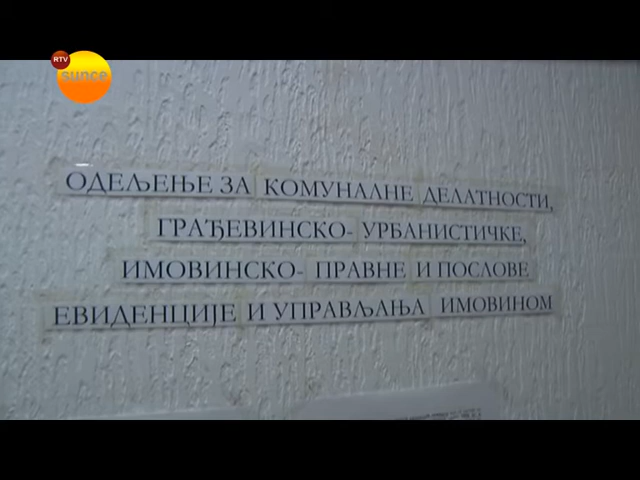 RTV
sunce
ОДЕЉЕЊЕ ЗА КОМУНАЛНЕ ДЕЛАТНОСТИ,
ГРАЂЕВИНСКО- УРБАНИСТИЧКЕ,
ИМОВИНСКО- ПРАВНЕ И ПОСЛОВЕ
ЕВИДЕНЦИЈЕ И УПРАВЉАЊА ИМОВИНОМ